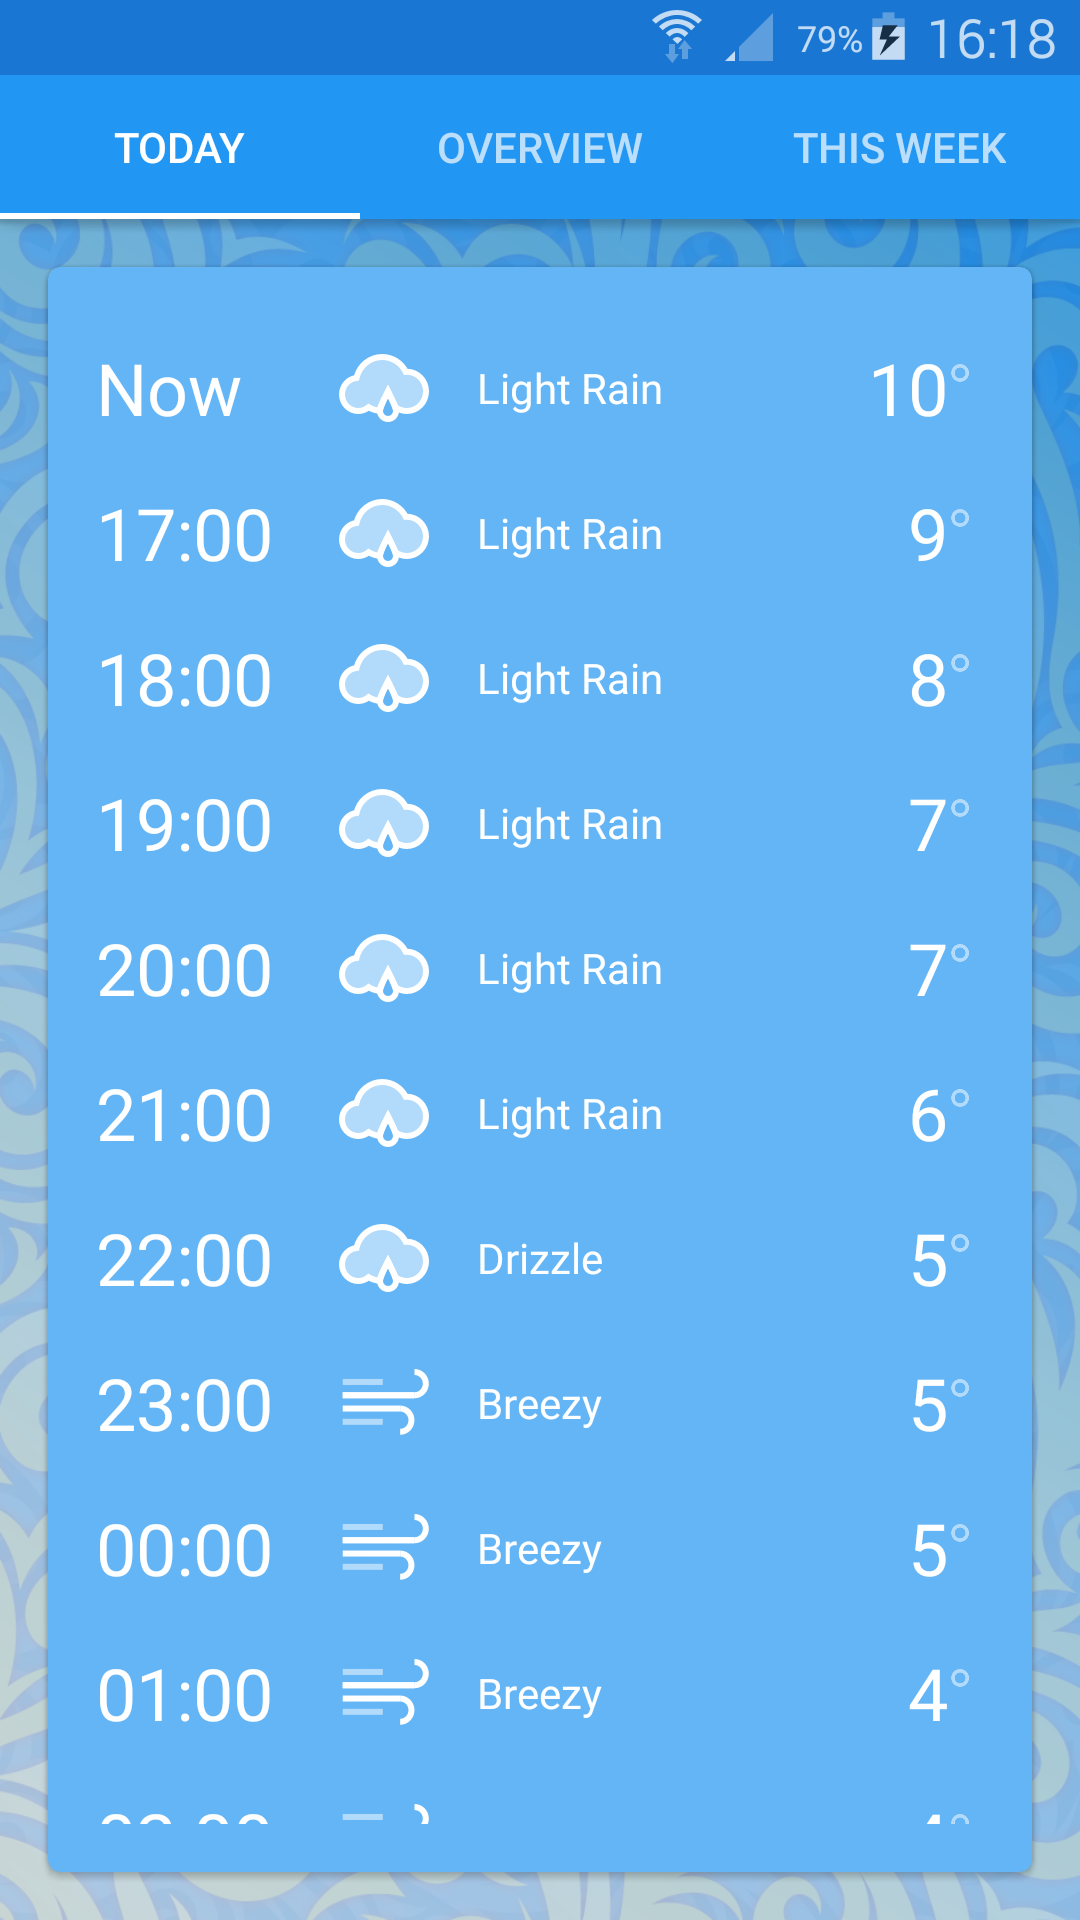 79% 16:18
TODAY OVERVIEW THIS WEEK
Now Light Rain 10°
17:00 Light Rain 9°
18:00 Light Rain 8°
19:00 Light Rain 7°
20:00 Light Rain 7°
21:00 Light Rain 6°
22:00 Drizzle 5°
23:00 Breezy 5°
00:00 Breezy 5°
01:00 Breezy 4°